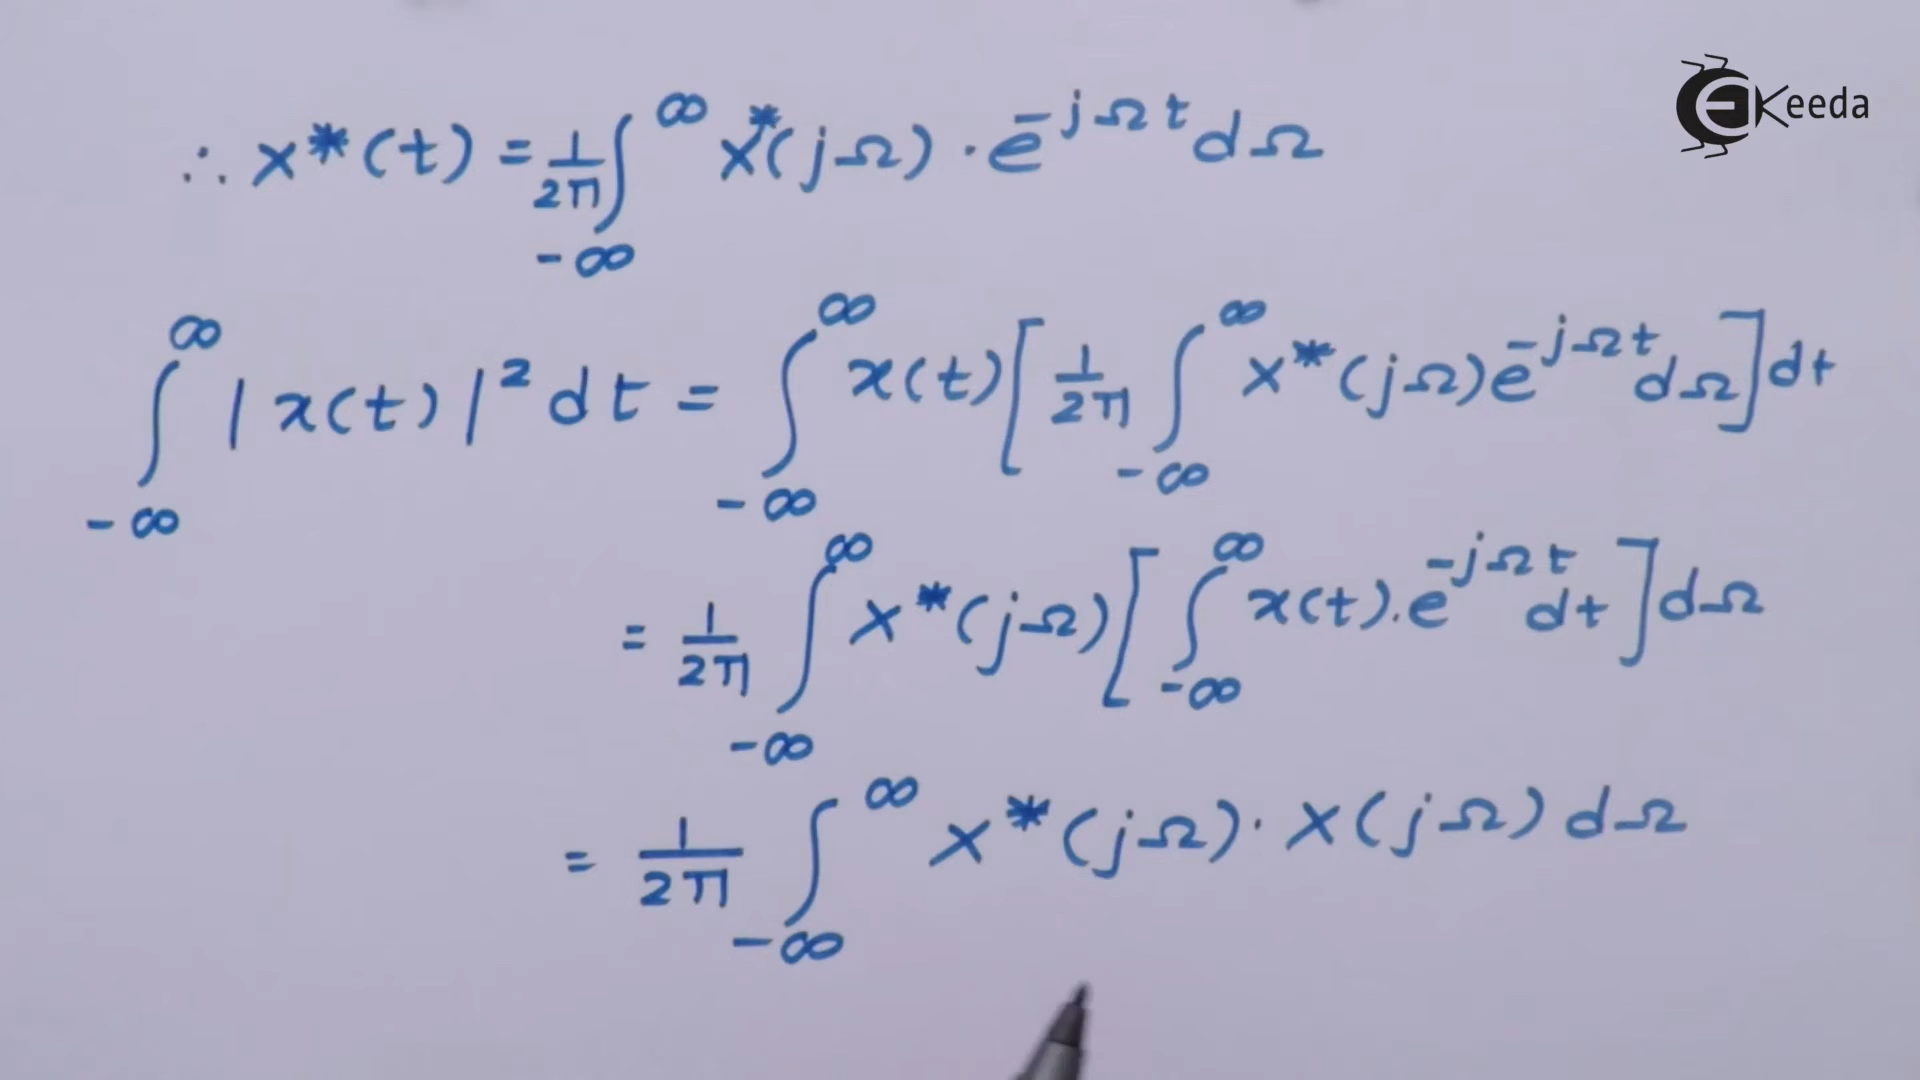 EKeeda
∴ x*(t) = 1/2π ∫_{-∞}^{∞} X*(jΩ) · e^{-jΩt} dΩ
∫_{-∞}^{∞} |x(t)|² dt = ∫_{-∞}^{∞} x(t) [ 1/2π ∫_{-∞}^{∞} X*(jΩ) e^{-jΩt} dΩ ] dt
= 1/2π ∫_{-∞}^{∞} X*(jΩ) [ ∫_{-∞}^{∞} x(t) . e^{-jΩt} dt ] dΩ
= 1/2π ∫_{-∞}^{∞} X*(jΩ) · X(jΩ) dΩ